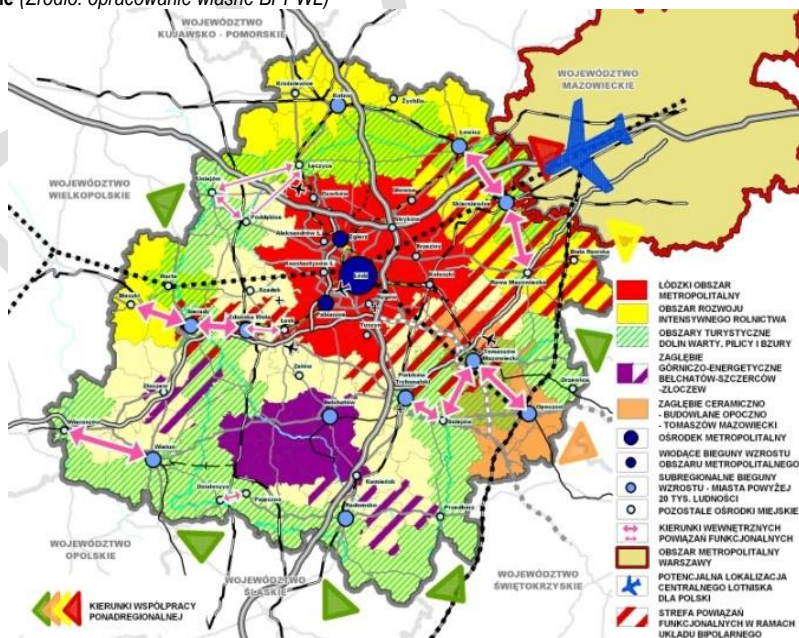 (Źródło: opracowanie własne BPPWŁ)
WOJEWÓDZTWO
KUJAWSKO - POMORSKIE
WOJEWÓDZTWO
MAZOWIECKIE
Krośniewice
Kutno
Żychlin
Łowicz
Łęczyca
Uniejów
Poddębice
WOJEWÓDZTWO
WIELKOPOLSKIE
Ozorków
Głowno
Stryków
Skierniewice
Aleksandrów Ł.
Zgierz
Brzeziny
Konstantynów Ł.
Łódź
Koluszki
Biała Rawska
Rawa Mazowiecka
Warta
Szadek
Pabianice
Rzgów
Tuszyn
Błaszki
Sieradz
Zduńska Wola
Łask
Zelów
Piotrków
Trybunalski
Tomaszów
Mazowiecki
Drzewica
Złoczew
Bełchatów
Sulejów
Opoczno
Wieruszów
Wieluń
Kamieńsk
Działoszyn
Pajęczno
Radomsko
Przedbórz
WOJEWÓDZTWO
OPOLSKIE
WOJEWÓDZTWO
ŚLĄSKIE
WOJEWÓDZTWO
ŚWIĘTOKRZYSKIE
KIERUNKI WSPÓŁPRACY
PONADREGIONALNEJ
ŁÓDZKI OBSZAR
METROPOLITALNY
OBSZAR ROZWOJU
INTENSYWNEGO ROLNICTWA
OBSZARY TURYSTYCZNE
DOLIN WARTY, PILICY I BZURY
ZAGŁĘBIE
GÓRNICZO-ENERGETYCZNE
BEŁCHATÓW-SZCZERCÓW
-ZŁOCZEW
ZAGŁĘBIE CERAMICZNO
- BUDOWLANE OPOCZNO
- TOMASZÓW MAZOWIECKI
OŚRODEK METROPOLITALNY
WIODĄCE BIEGUNY WZROSTU
OBSZARU METROPOLITALNEGO
SUBREGIONALNE BIEGUNY
WZROSTU - MIASTA POWYŻEJ
20 TYS. LUDNOŚCI
POZOSTAŁE OŚRODKI MIEJSKIE
KIERUNKI WEWNĘTRZNYCH
POWIĄZAŃ FUNKCJONALNYCH
OBSZAR METROPOLITALNY
WARSZAWY
POTENCJALNA LOKALIZACJA
CENTRALNEGO LOTNISKA
DLA POLSKI
STREFA POWIĄZAŃ
FUNKCJONALNYCH W RAMACH
UKŁADU BIPOLARNEGO